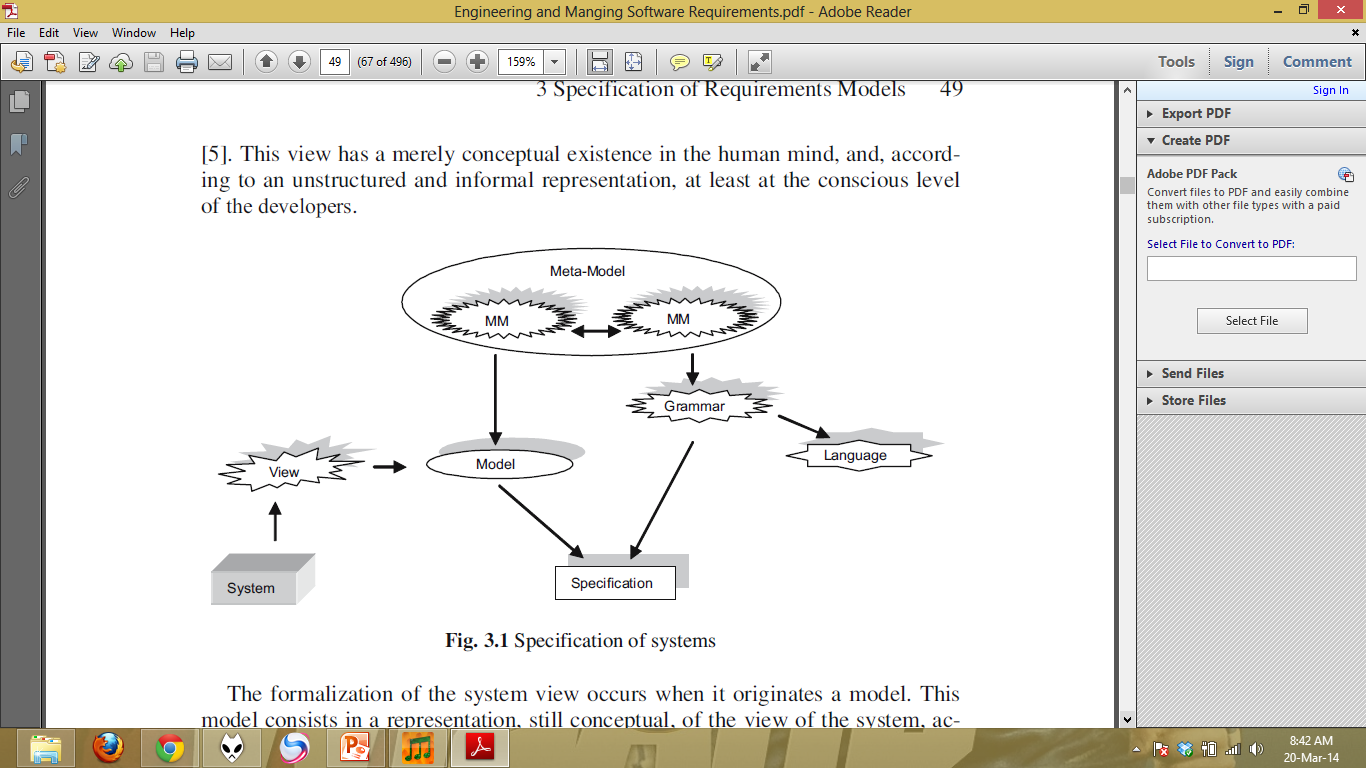 Engineering and Manging Software Requirements.pdf - Adobe Reader
File Edit View Window Help
49 (67 of 496) 159% Tools Sign Comment
Sign In
Export PDF
Create PDF
Adobe PDF Pack
Convert files to PDF and easily combine
them with other file types with a paid
subscription.
Select File to Convert to PDF:
Select File
Send Files
Store Files
3 Specification of Requirements Models 49
[5]. This view has a merely conceptual existence in the human mind, and, accord-
ing to an unstructured and informal representation, at least at the conscious level
of the developers.
Meta-Model
MM
MM
Grammar
Language
Model
View
System
Specification
Fig. 3.1 Specification of systems
The formalization of the system view occurs when it originates a model. This
model consists in a representation, still conceptual, of the view of the system, ac-
8:42 AM
20-Mar-14